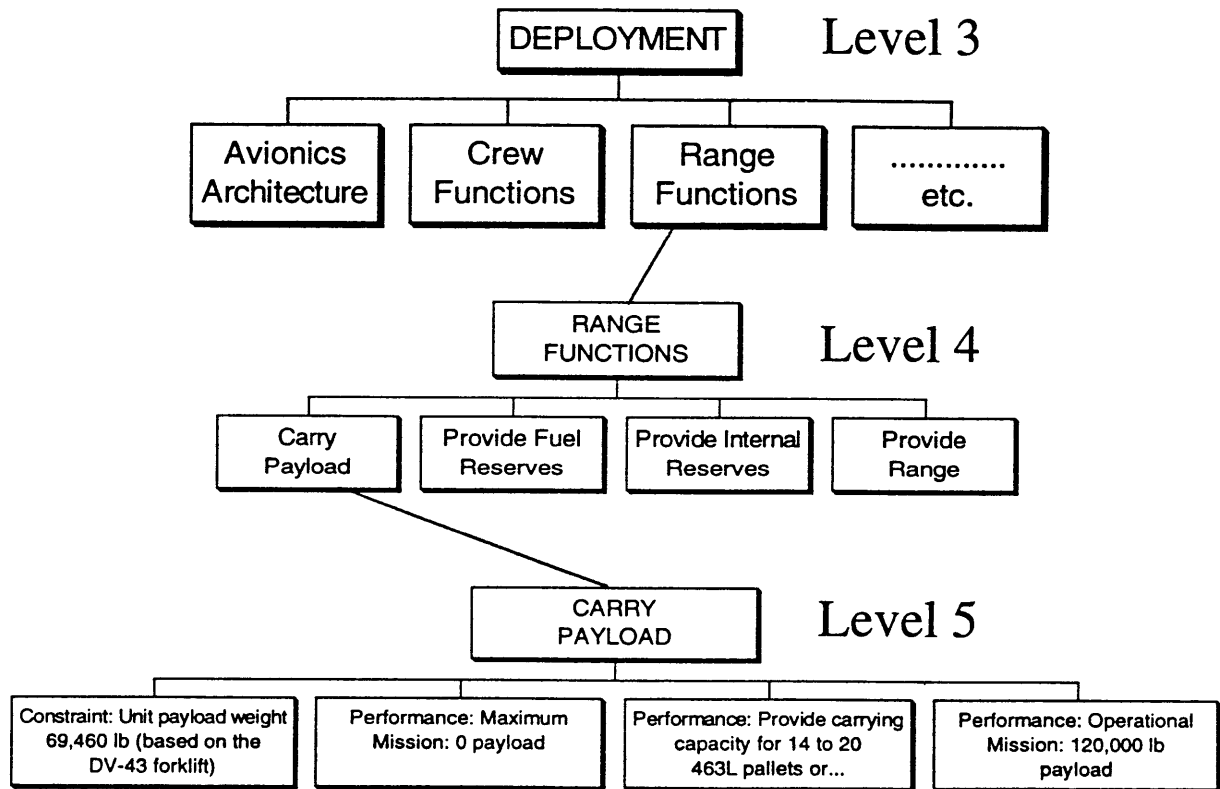 DEPLOYMENT
Level 3
Avionics
Architecture
Crew
Functions
Range
Functions
.............
etc.
RANGE
FUNCTIONS
Level 4
Carry
Payload
Provide Fuel
Reserves
Provide Internal
Reserves
Provide
Range
CARRY
PAYLOAD
Level 5
Constraint: Unit payload weight
69,460 lb (based on the
DV-43 forklift)
Performance: Maximum
Mission: 0 payload
Performance: Provide carrying
capacity for 14 to 20
463L pallets or...
Performance: Operational
Mission: 120,000 lb
payload